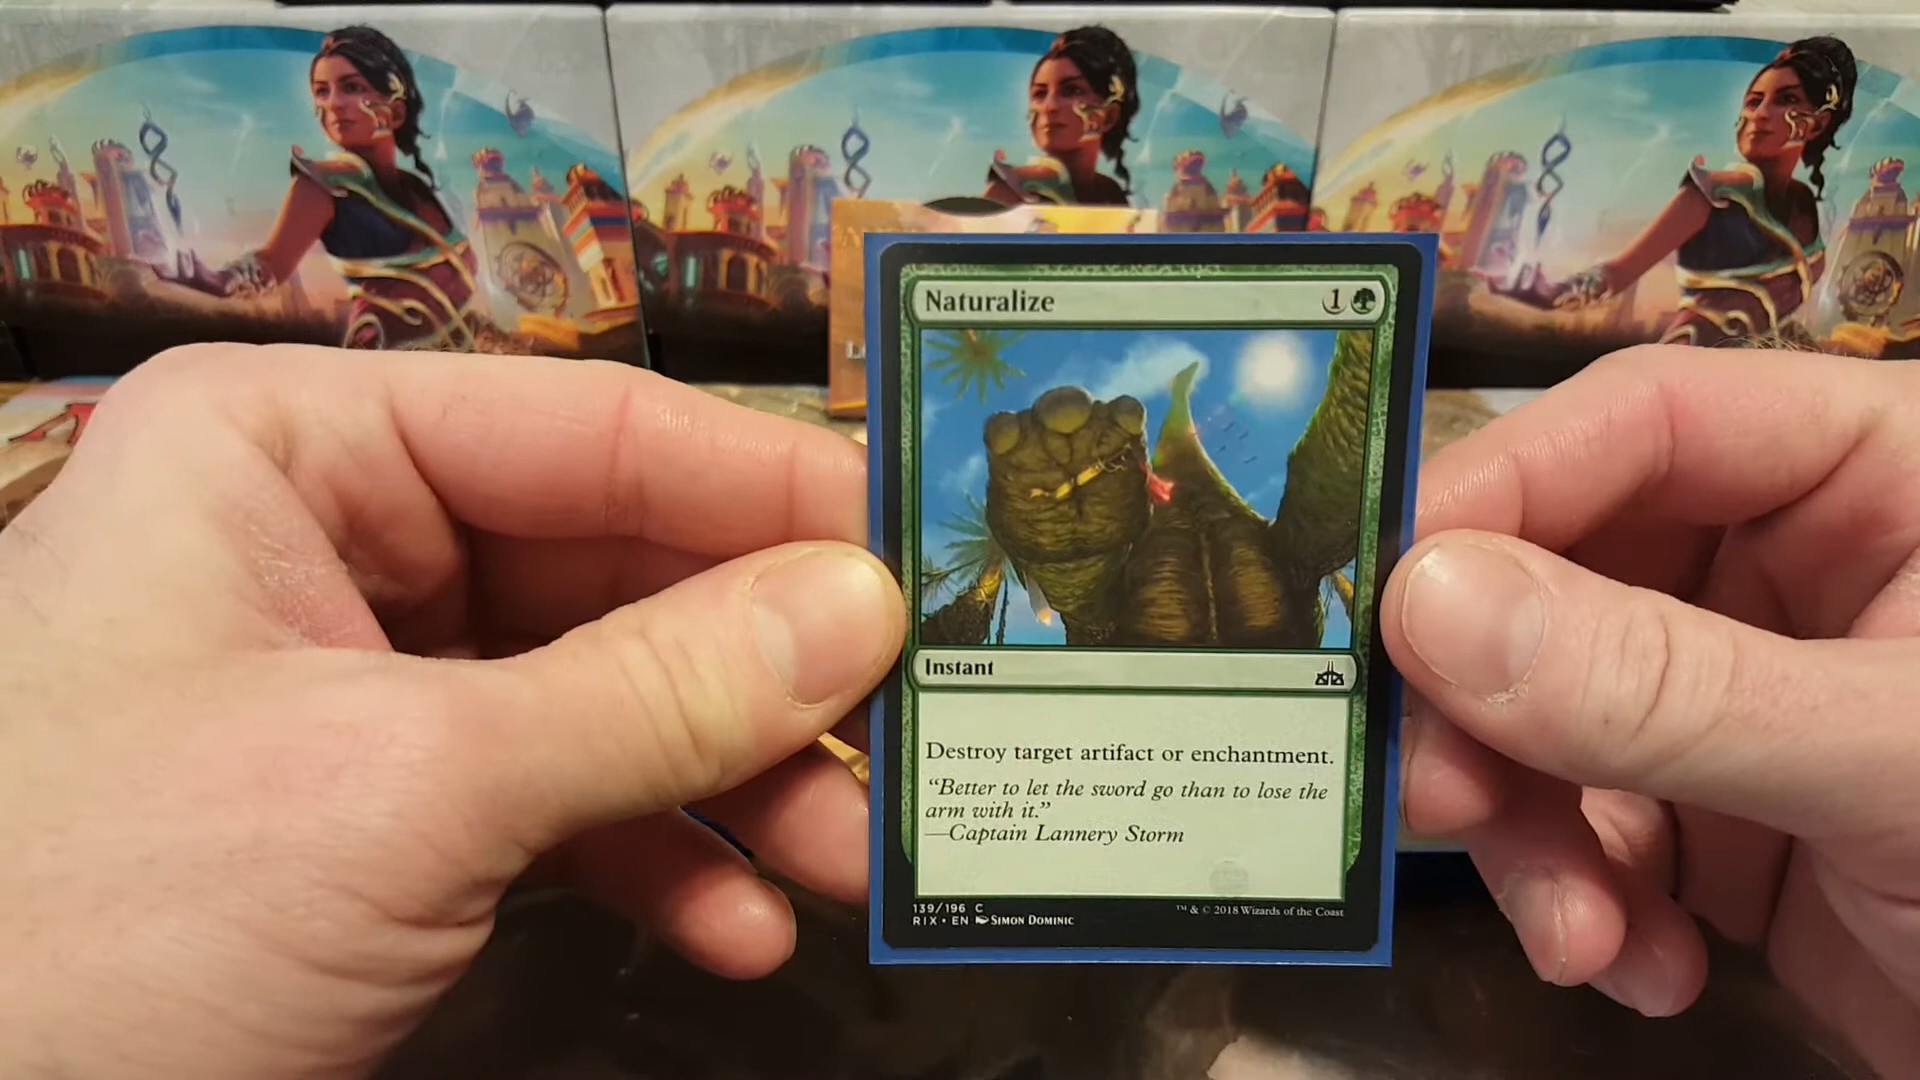 Naturalize 1
Instant
Destroy target artifact or enchantment.
“Better to let the sword go than to lose the
arm with it.”
—Captain Lannery Storm
139/196 C
RIX • EN SIMON DOMINIC
™ & © 2018 Wizards of the Coast